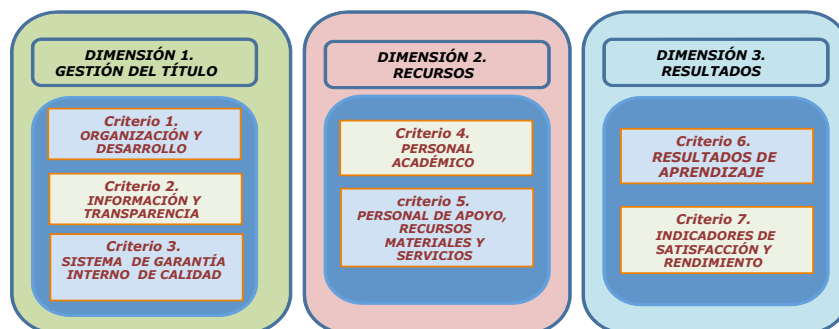 DIMENSIÓN 1.
GESTIÓN DEL TÍTULO
Criterio 1.
ORGANIZACIÓN Y
DESARROLLO
Criterio 2.
INFORMACIÓN Y
TRANSPARENCIA
Criterio 3.
SISTEMA DE GARANTÍA
INTERNO DE CALIDAD
DIMENSIÓN 2.
RECURSOS
Criterio 4.
PERSONAL
ACADÉMICO
criterio 5.
PERSONAL DE APOYO,
RECURSOS
MATERIALES Y
SERVICIOS
DIMENSIÓN 3.
RESULTADOS
Criterio 6.
RESULTADOS DE
APRENDIZAJE
Criterio 7.
INDICADORES DE
SATISFACCIÓN Y
RENDIMIENTO